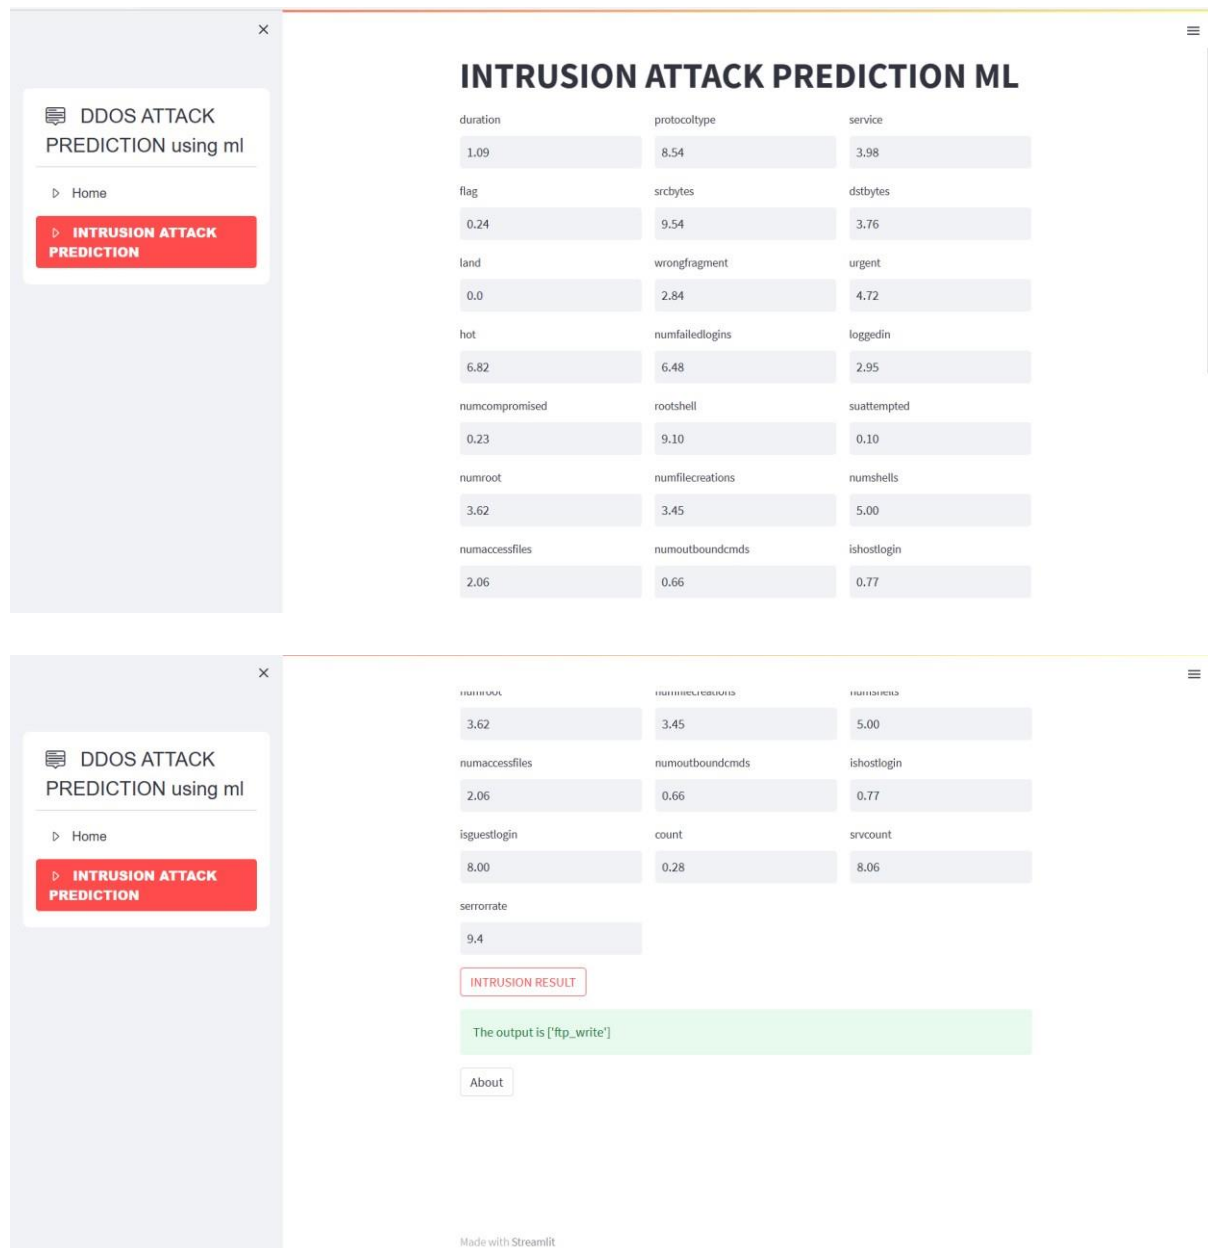 DDOS ATTACK
PREDICTION using ml
Home
INTRUSION ATTACK
PREDICTION
INTRUSION ATTACK PREDICTION ML
duration protocoltype service
1.09 8.54 3.98
flag srcbytes dstbytes
0.24 9.54 3.76
land wrongfragment urgent
0.0 2.84 4.72
hot numfailedlogins loggedin
6.82 6.48 2.95
numcompromised rootshell suattempted
0.23 9.10 0.10
numroot numfilecreations numshells
3.62 3.45 5.00
numaccessfiles numoutboundcmds ishostlogin
2.06 0.66 0.77
DDOS ATTACK
PREDICTION using ml
Home
INTRUSION ATTACK
PREDICTION
numroot numfilecreations numshells
3.62 3.45 5.00
numaccessfiles numoutboundcmds ishostlogin
2.06 0.66 0.77
isguestlogin count srvcount
8.00 0.28 8.06
serrorrate
9.4
INTRUSION RESULT
The output is ['ftp_write']
About
Made with Streamlit